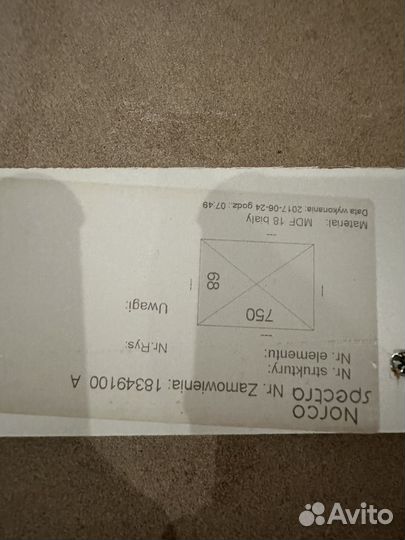 Norco
spectra Nr. Zamowienia: 18349100 A
Nr. struktury:
Nr. elementu: Nr.Rys:
750
68
Uwagi:
Materiał: MDF 18 biały
Data wykonania: 2017-06-24 godz.: 07:49
Avito